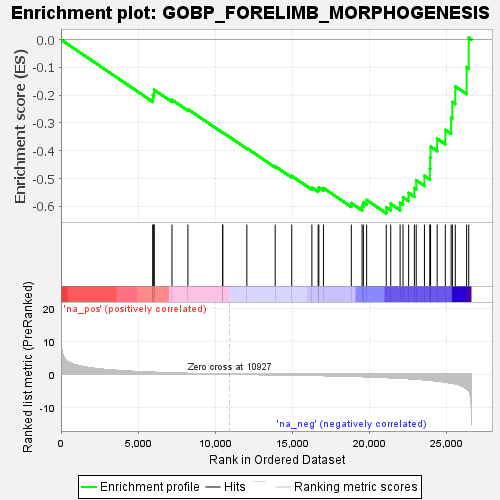 Enrichment plot: GOBP_FORELIMB_MORPHOGENESIS
Enrichment score (ES)
0.0
-0.1
-0.2
-0.3
-0.4
-0.5
-0.6
'na_pos' (positively correlated)
Ranked list metric (PreRanked)
20
10
0
-10
Zero cross at 10927
'na_neg' (negatively correlated)
0
5,000
10,000
15,000
20,000
25,000
Rank in Ordered Dataset
Enrichment profile
Hits
Ranking metric scores